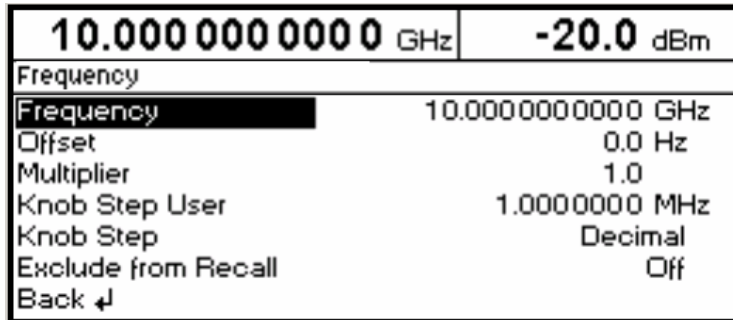 10.000 000 000 0 GHz -20.0 dBm
Frequency
Frequency 10.0000000000 GHz
Offset 0.0 Hz
Multiplier 1.0
Knob Step User 1.0000000 MHz
Knob Step Decimal
Exclude from Recall Off
Back ↲